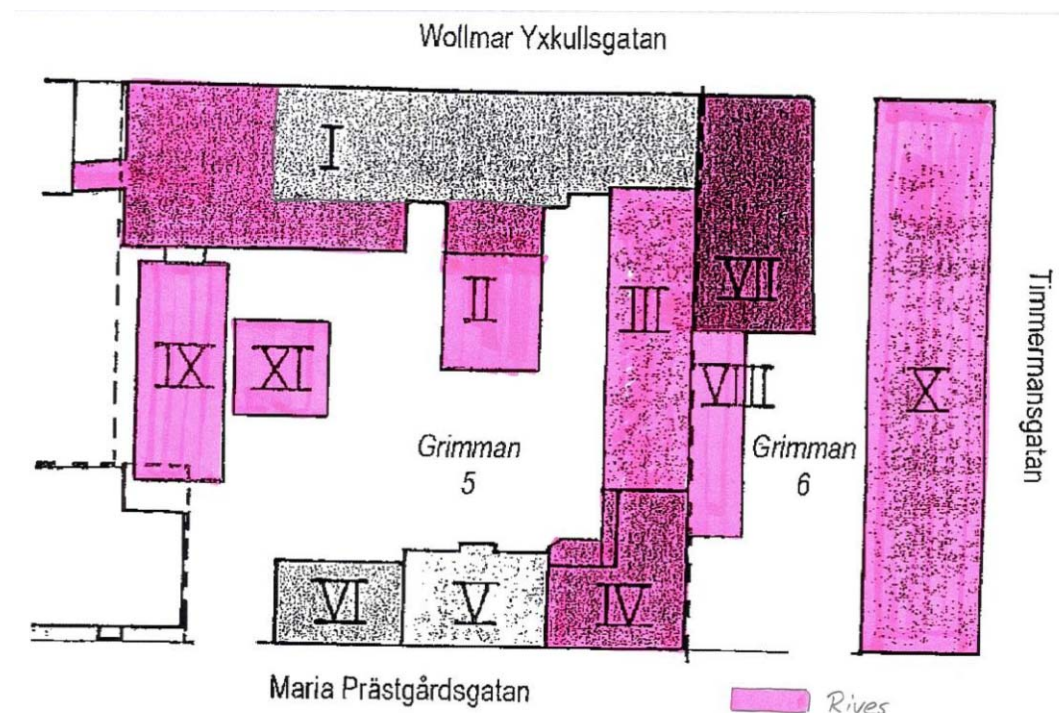 Wollmar Yxkullsgatan
I
II
III
VII
IX
XI
VIII
X
Timmermansgatan
Grimman
5
Grimman
6
VI
V
IV
Maria Prästgårdsgatan
Rives